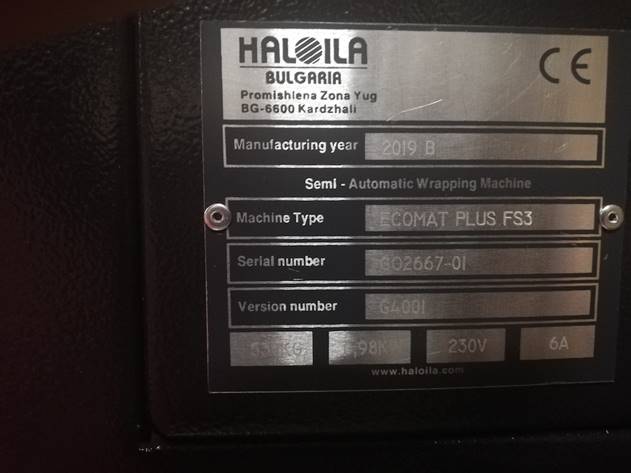 HALOILA
BULGARIA
Promishlena Zona Yug
BG-6600 Kardzhali
CE
Manufacturing year 2019 B
Semi - Automatic Wrapping Machine
Machine Type ECOMAT PLUS FS3
Serial number GO2667-01
Version number G4001
230V 6A
www.haloila.com